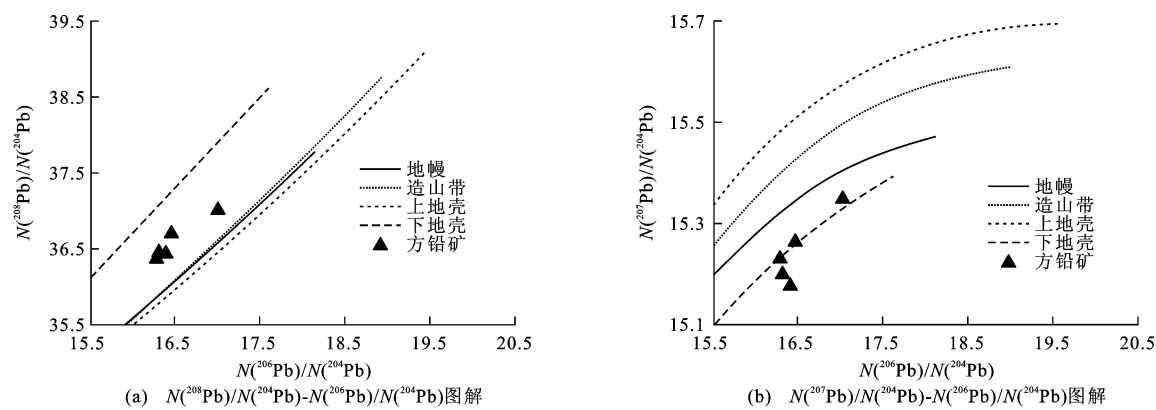 39.5
38.5
37.5
36.5
35.5
15.5 16.5 17.5 18.5 19.5 20.5
N(²⁰⁸Pb)/N(²⁰⁴Pb)
地幔
造山带
上地壳
下地壳
方铅矿
N(²⁰⁶Pb)/N(²⁰⁴Pb)
(a) N(²⁰⁸Pb)/N(²⁰⁴Pb)-N(²⁰⁶Pb)/N(²⁰⁴Pb)图解
15.7
15.5
15.3
15.1
15.5 16.5 17.5 18.5 19.5 20.5
N(²⁰⁷Pb)/N(²⁰⁴Pb)
地幔
造山带
上地壳
下地壳
方铅矿
N(²⁰⁶Pb)/N(²⁰⁴Pb)
(b) N(²⁰⁷Pb)/N(²⁰⁴Pb)-N(²⁰⁶Pb)/N(²⁰⁴Pb)图解